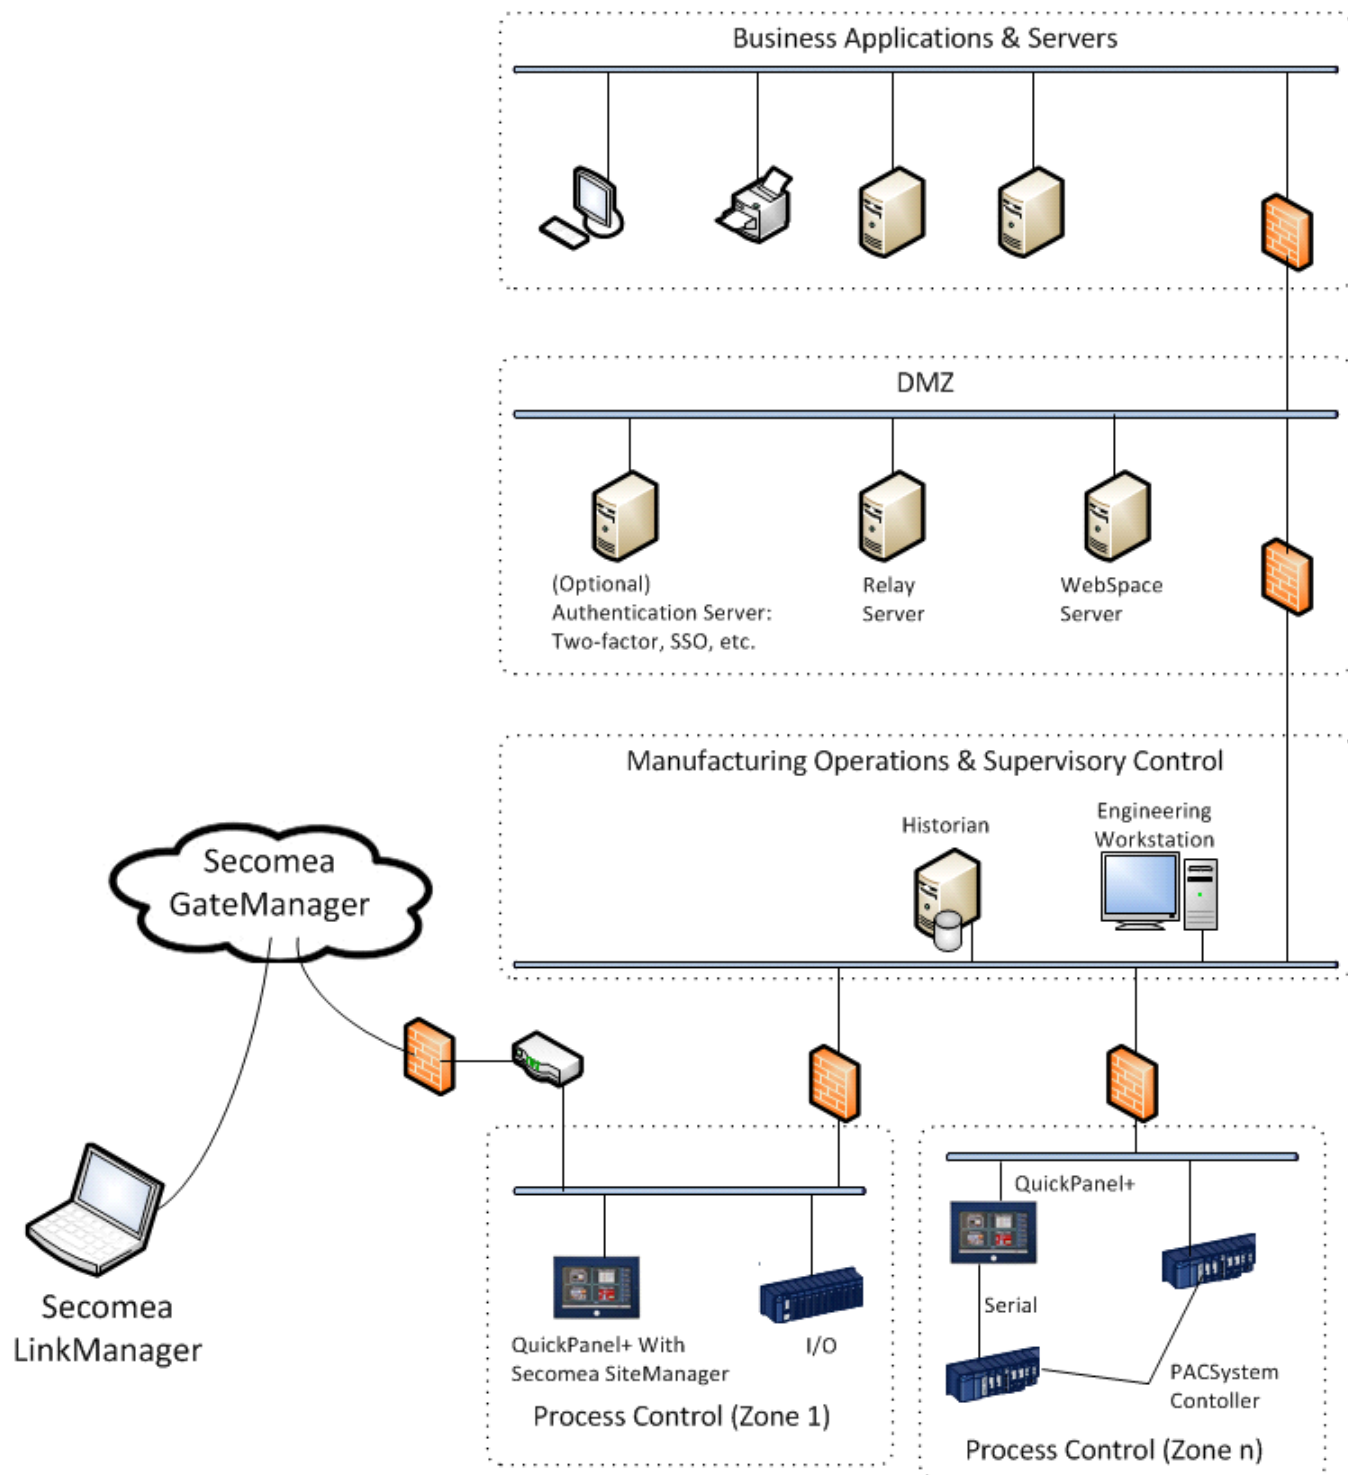 Business Applications & Servers
DMZ
(Optional)
Authentication Server:
Two-factor, SSO, etc.
Relay
Server
WebSpace
Server
Manufacturing Operations & Supervisory Control
Historian
Engineering
Workstation
Secomea
GateManager
Secomea
LinkManager
QuickPanel+ With
Secomea SiteManager
I/O
Process Control (Zone 1)
QuickPanel+
Serial
PACSystem
Contoller
Process Control (Zone n)